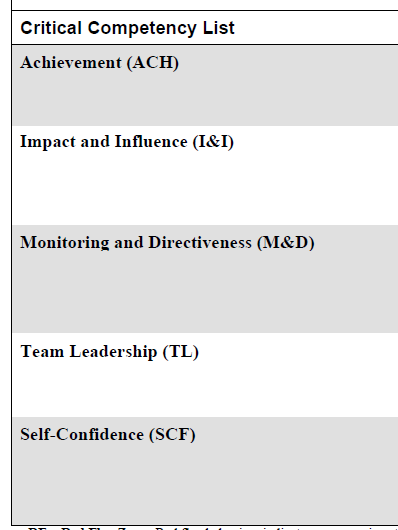 Critical Competency List
Achievement (ACH)
Impact and Influence (I&I)
Monitoring and Directiveness (M&D)
Team Leadership (TL)
Self-Confidence (SCF)